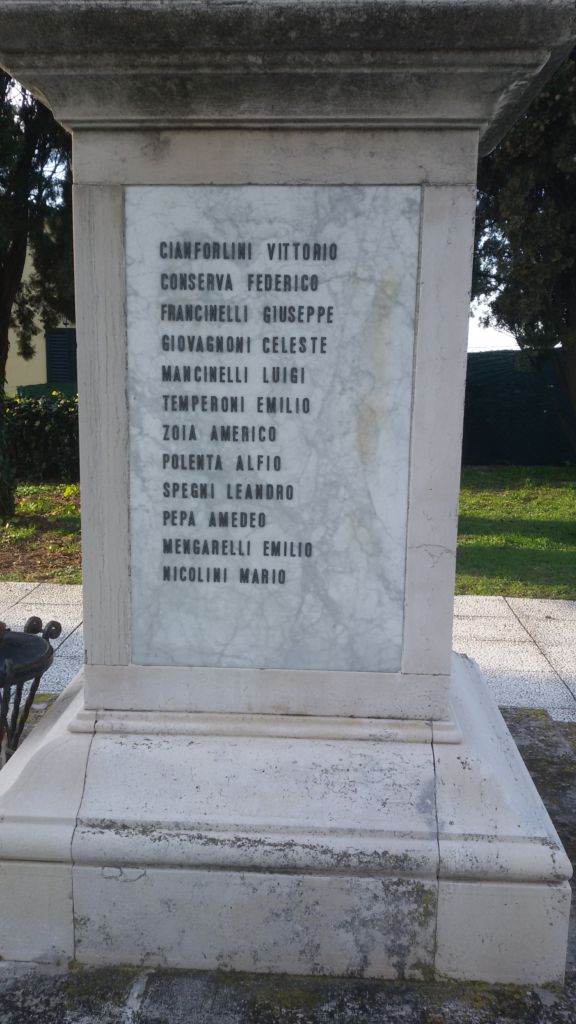 CIANFORLINI VITTORIO
CONSERVA FEDERICO
FRANCINELLI GIUSEPPE
GIOVAGNONI CELESTE
MANCINELLI LUIGI
TEMPERONI EMILIO
ZOIA AMERICO
POLENTA ALFIO
SPEGNI LEANDRO
PEPA AMEDEO
MENGARELLI EMILIO
NICOLINI MARIO